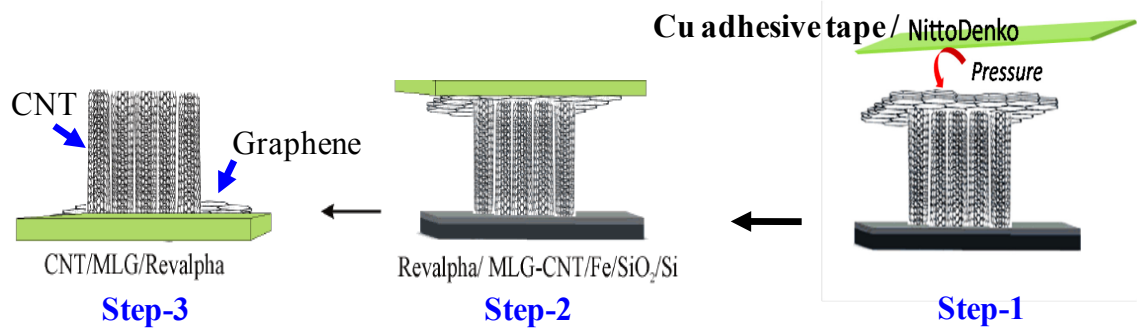 Cu adhesive tape / NittoDenko
Pressure
CNT
Graphene
CNT/MLG/Revalpha
Revalpha/ MLG-CNT/Fe/SiO₂/Si
Step-3
Step-2
Step-1